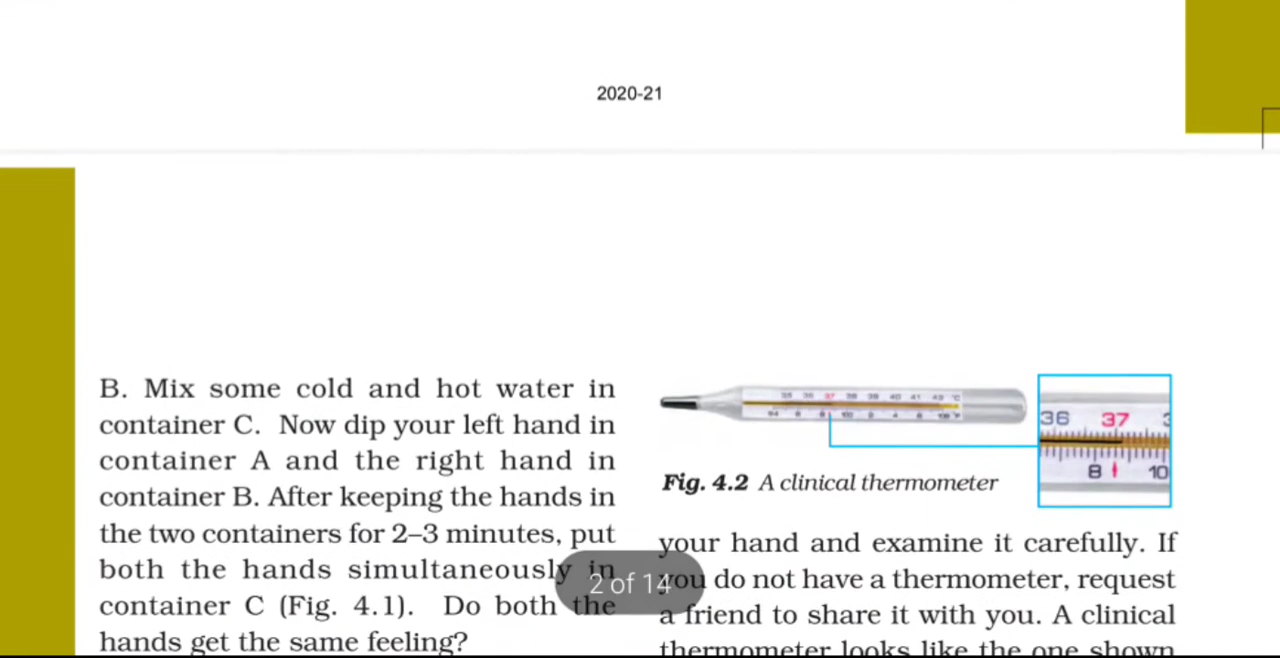 2020-21
B. Mix some cold and hot water in
container C. Now dip your left hand in
container A and the right hand in
container B. After keeping the hands in
the two containers for 2–3 minutes, put
both the hands simultaneously in
container C (Fig. 4.1). Do both the
hands get the same feeling?
36 37
8 10
Fig. 4.2 A clinical thermometer
your hand and examine it carefully. If
you do not have a thermometer, request
a friend to share it with you. A clinical
thermometer looks like the one shown
2 of 14